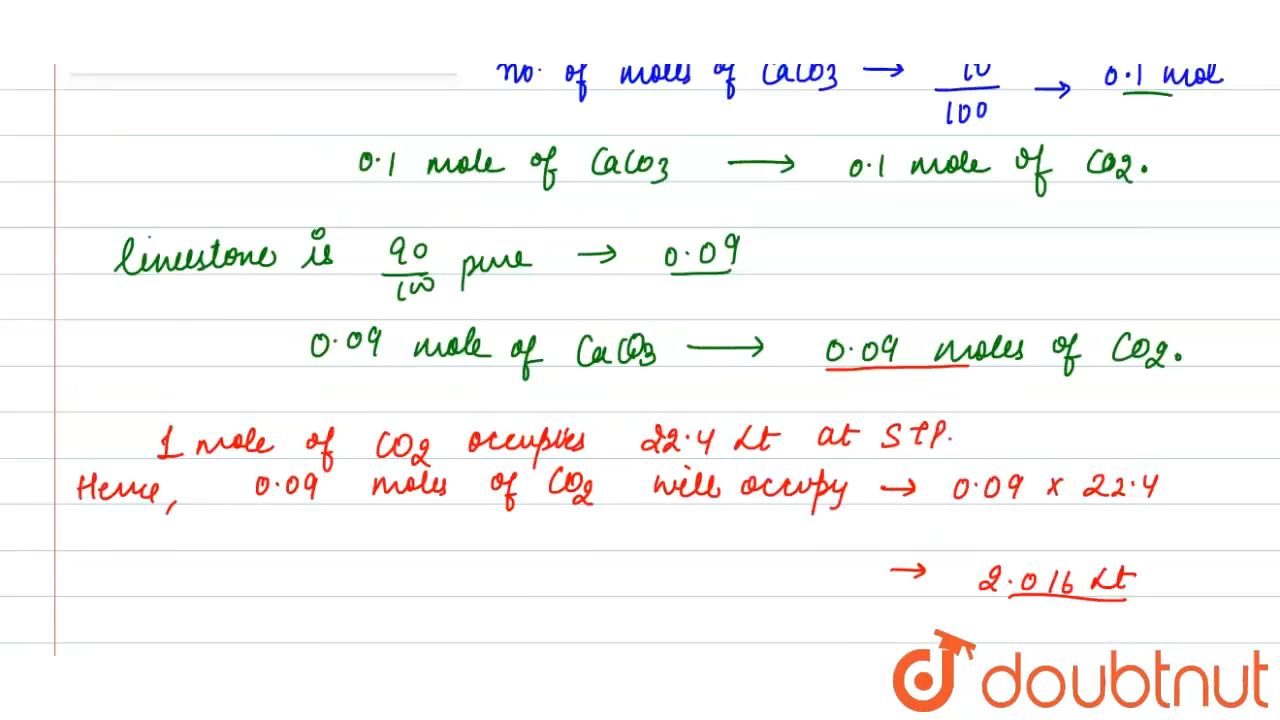 no. of moles of CaCO3 → 10/100 → 0.1 mol
0.1 mole of CaCO3 → 0.1 mole of CO2.
limestone is 90/100 pure → 0.09
0.09 mole of CaCO3 → 0.09 moles of CO2.
1 mole of CO2 occupies 22.4 Lt at STP.
Hence, 0.09 moles of CO2 will occupy → 0.09 × 22.4
→ 2.016 Lt
doubtnut